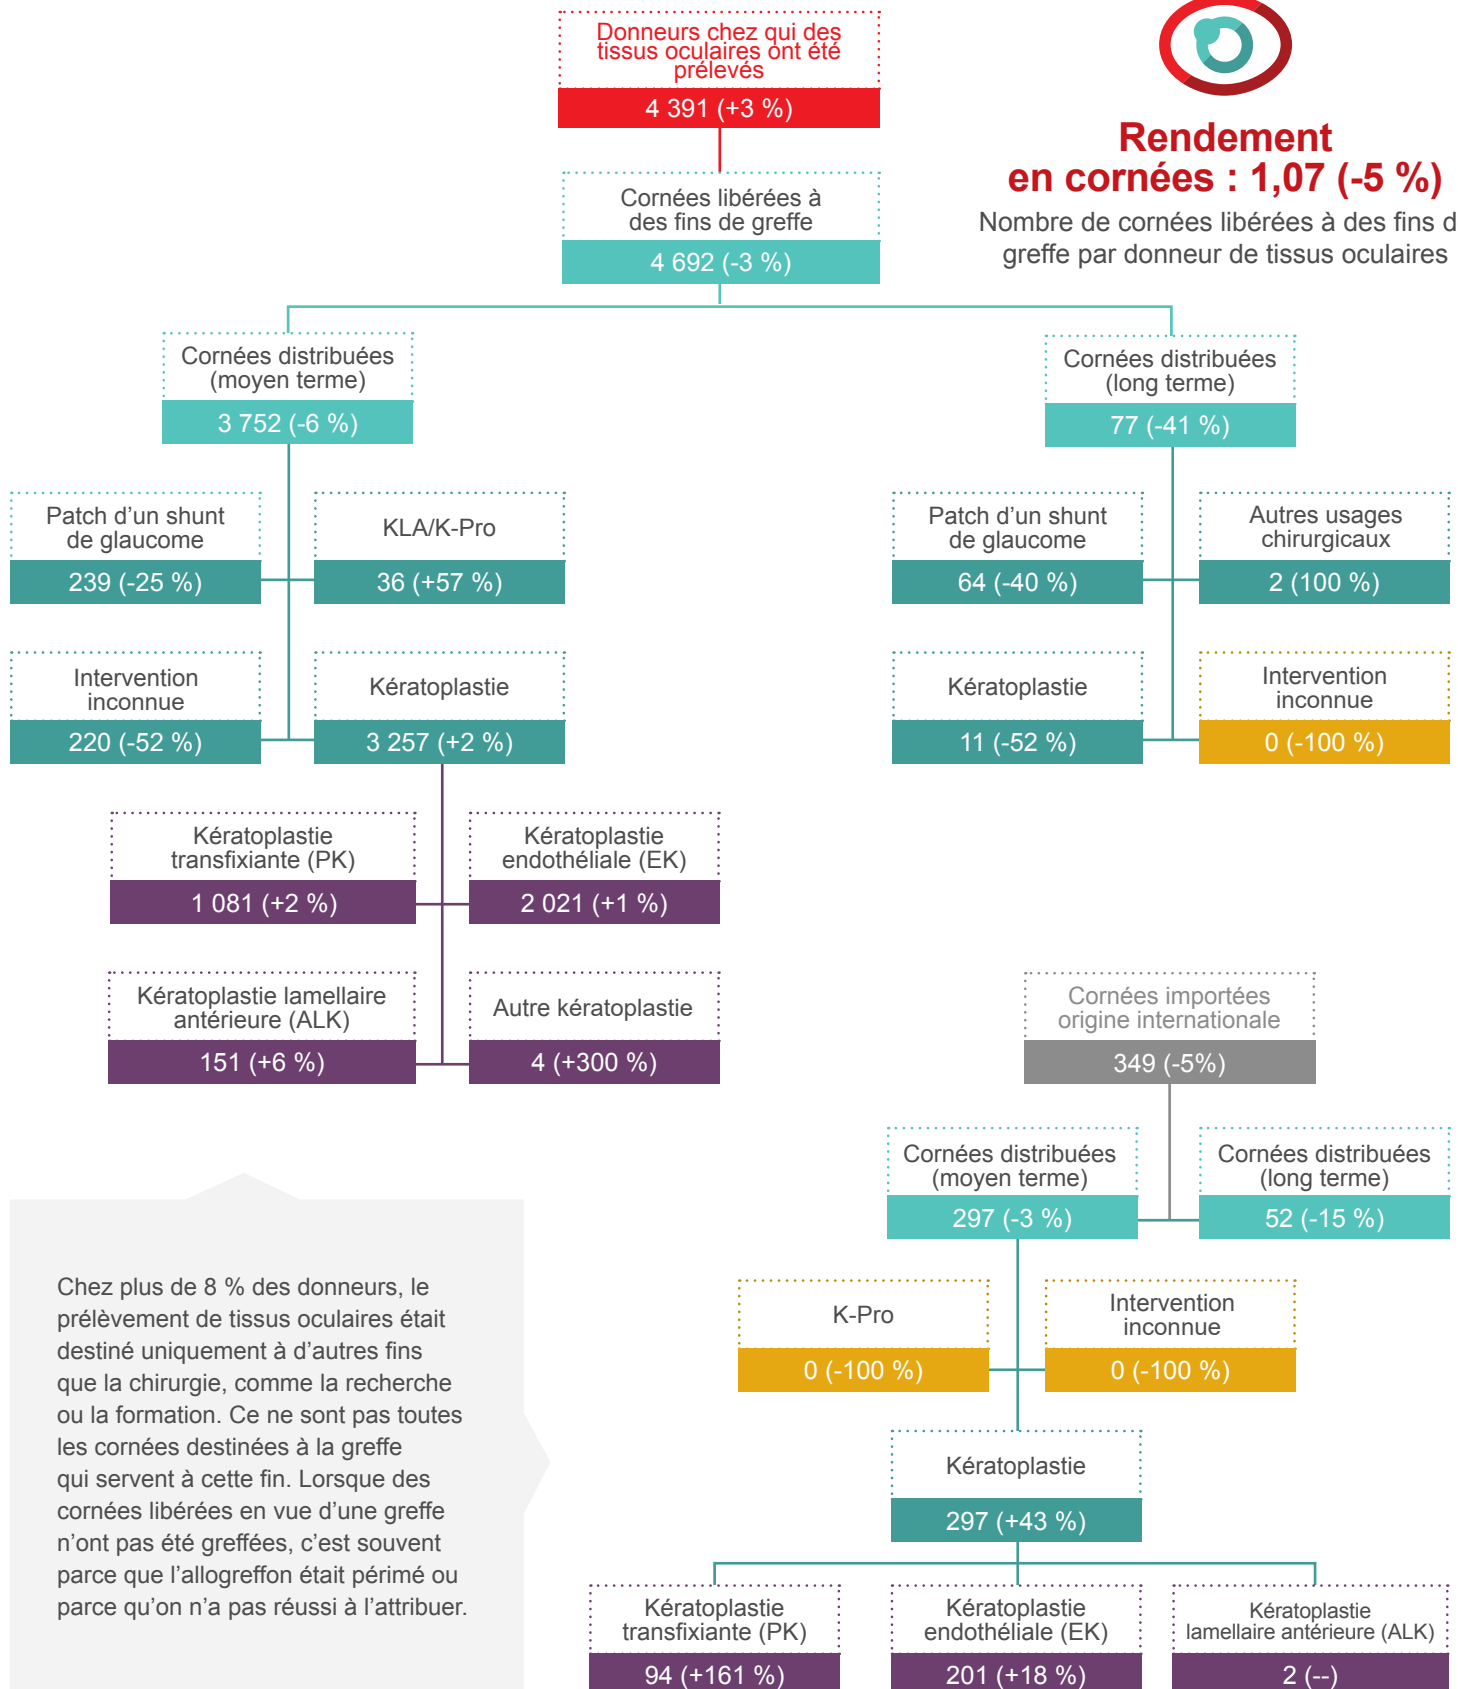 Donneurs chez qui des
tissus oculaires ont été
prélevés
4 391 (+3 %)
Rendement
en cornées : 1,07 (-5 %)
Nombre de cornées libérées à des fins d
greffe par donneur de tissus oculaires
Cornées libérées à
des fins de greffe
4 692 (-3 %)
Cornées distribuées
(moyen terme)
3 752 (-6 %)
Cornées distribuées
(long terme)
77 (-41 %)
Patch d'un shunt
de glaucome
239 (-25 %)
KLA/K-Pro
36 (+57 %)
Patch d'un shunt
de glaucome
64 (-40 %)
Autres usages
chirurgicaux
2 (100 %)
Intervention
inconnue
220 (-52 %)
Kératoplastie
3 257 (+2 %)
Kératoplastie
11 (-52 %)
Intervention
inconnue
0 (-100 %)
Kératoplastie
transfixiante (PK)
1 081 (+2 %)
Kératoplastie
endothéliale (EK)
2 021 (+1 %)
Kératoplastie lamellaire
antérieure (ALK)
151 (+6 %)
Autre kératoplastie
4 (+300 %)
Cornées importées
origine internationale
349 (-5%)
Cornées distribuées
(moyen terme)
297 (-3 %)
Cornées distribuées
(long terme)
52 (-15 %)
K-Pro
0 (-100 %)
Intervention
inconnue
0 (-100 %)
Kératoplastie
297 (+43 %)
Kératoplastie
transfixiante (PK)
94 (+161 %)
Kératoplastie
endothéliale (EK)
201 (+18 %)
Kératoplastie
lamellaire antérieure (ALK)
2 (--)
Chez plus de 8 % des donneurs, le
prélèvement de tissus oculaires était
destiné uniquement à d'autres fins
que la chirurgie, comme la recherche
ou la formation. Ce ne sont pas toutes
les cornées destinées à la greffe
qui servent à cette fin. Lorsque des
cornées libérées en vue d'une greffe
n'ont pas été greffées, c'est souvent
parce que l'allogreffon était périmé ou
parce qu'on n'a pas réussi à l'attribuer.